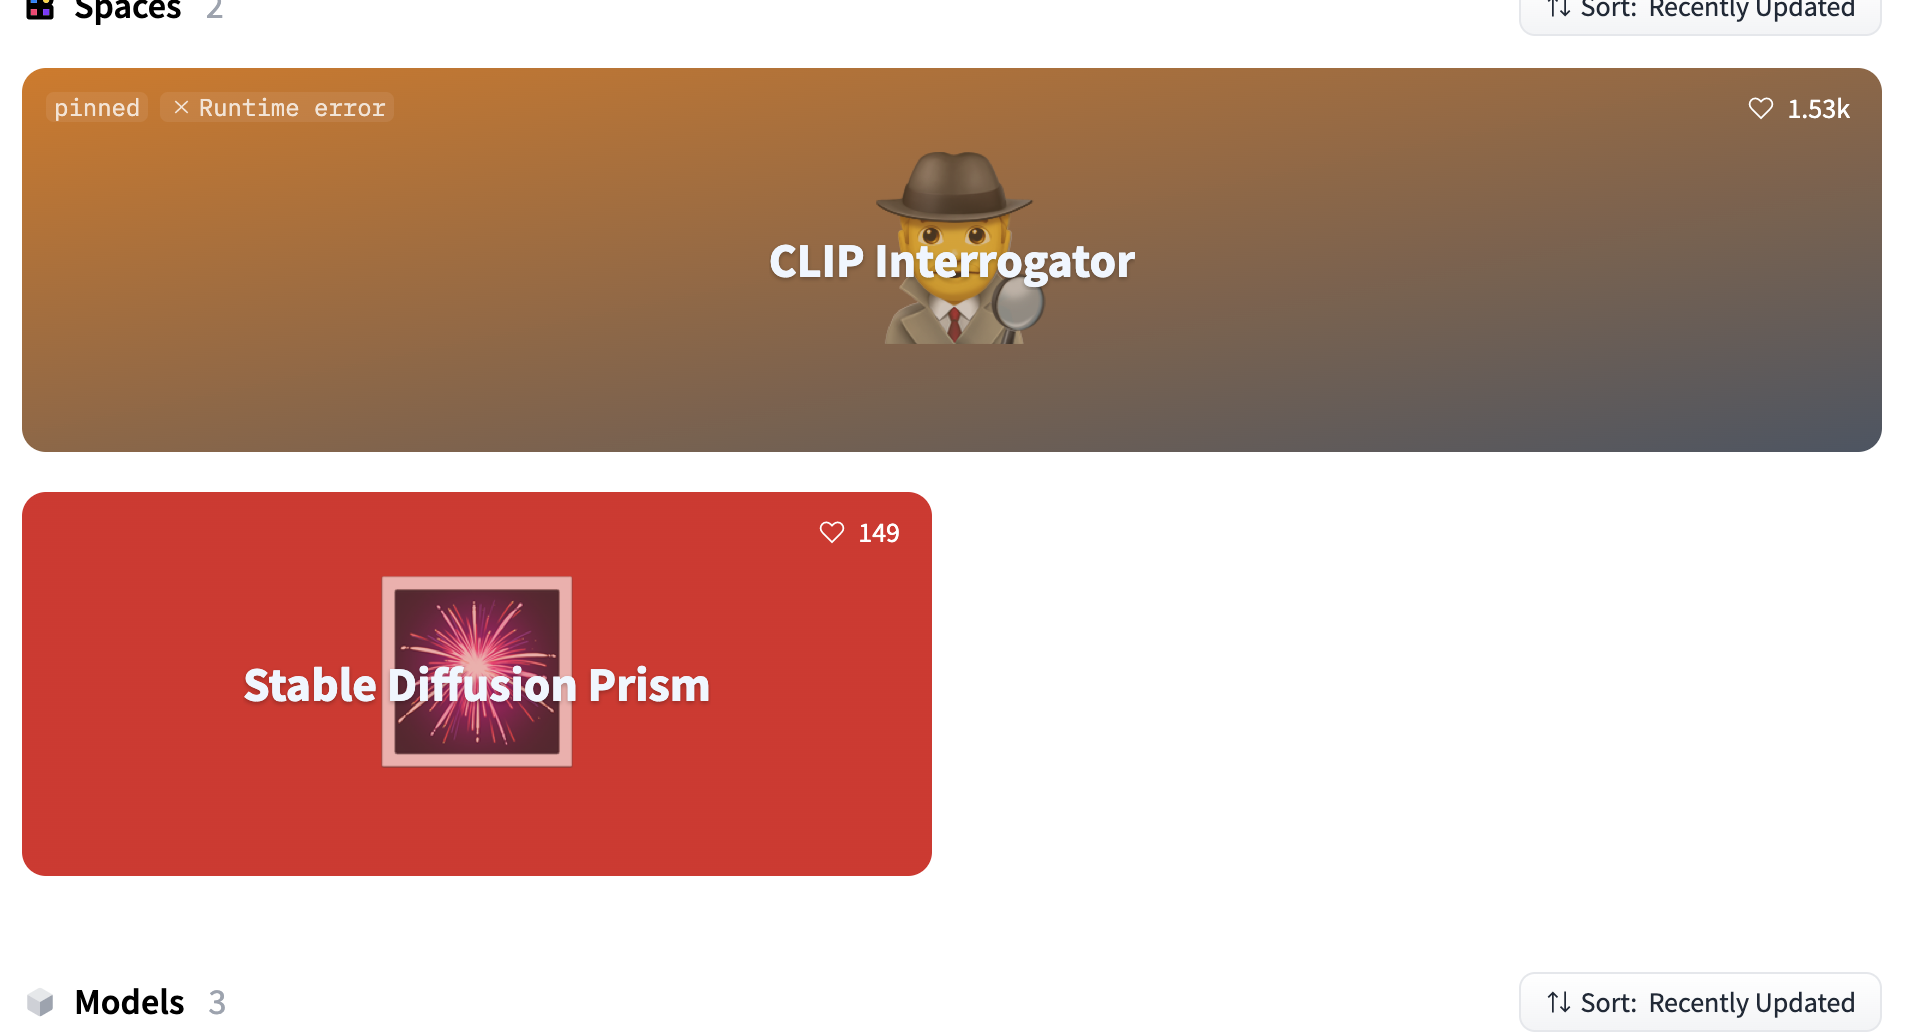 Spaces 2
Sort: Recently Updated
pinned × Runtime error
1.53k
CLIP Interrogator
149
Stable Diffusion Prism
Models 3
Sort: Recently Updated